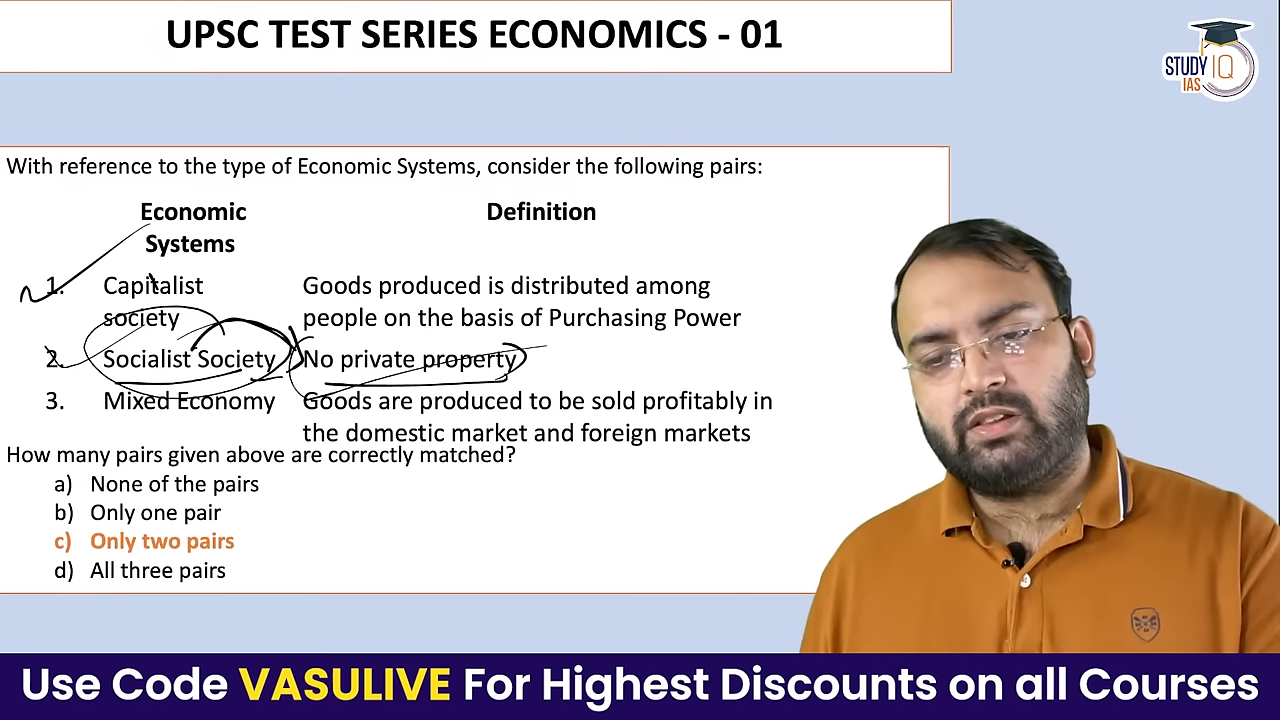 UPSC TEST SERIES ECONOMICS - 01
STUDY IQ
IAS
With reference to the type of Economic Systems, consider the following pairs:
Economic Definition
Systems
1. Capitalist Goods produced is distributed among
society people on the basis of Purchasing Power
2. Socialist Society No private property
3. Mixed Economy Goods are produced to be sold profitably in
the domestic market and foreign markets
How many pairs given above are correctly matched?
a) None of the pairs
b) Only one pair
c) Only two pairs
d) All three pairs
Use Code VASULIVE For Highest Discounts on all Courses